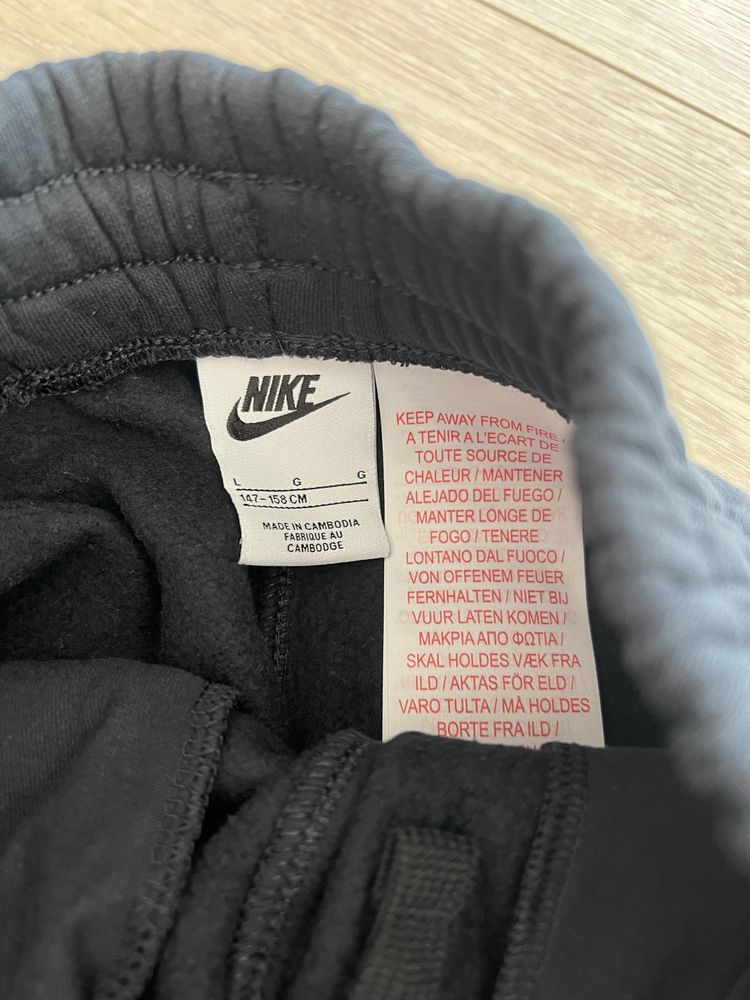 NIKE
L G G
147-158 CM
MADE IN CAMBODIA
FABRIQUE AU
CAMBODGE
KEEP AWAY FROM FIRE /
A TENIR A L'ECART DE
TOUTE SOURCE DE
CHALEUR / MANTENER
ALEJADO DEL FUEGO /
MANTER LONGE DE
FOGO / TENERE
LONTANO DAL FUOCO /
VON OFFENEM FEUER
FERNHALTEN / NIET BIJ
VUUR LATEN KOMEN /
ΜΑΚΡΙΑ ΑΠΟ ΦΩΤΙΑ /
SKAL HOLDES VÆK FRA
ILD / AKTAS FÖR ELD /
VARO TULTA / MÅ HOLDES
BORTE FRA ILD /